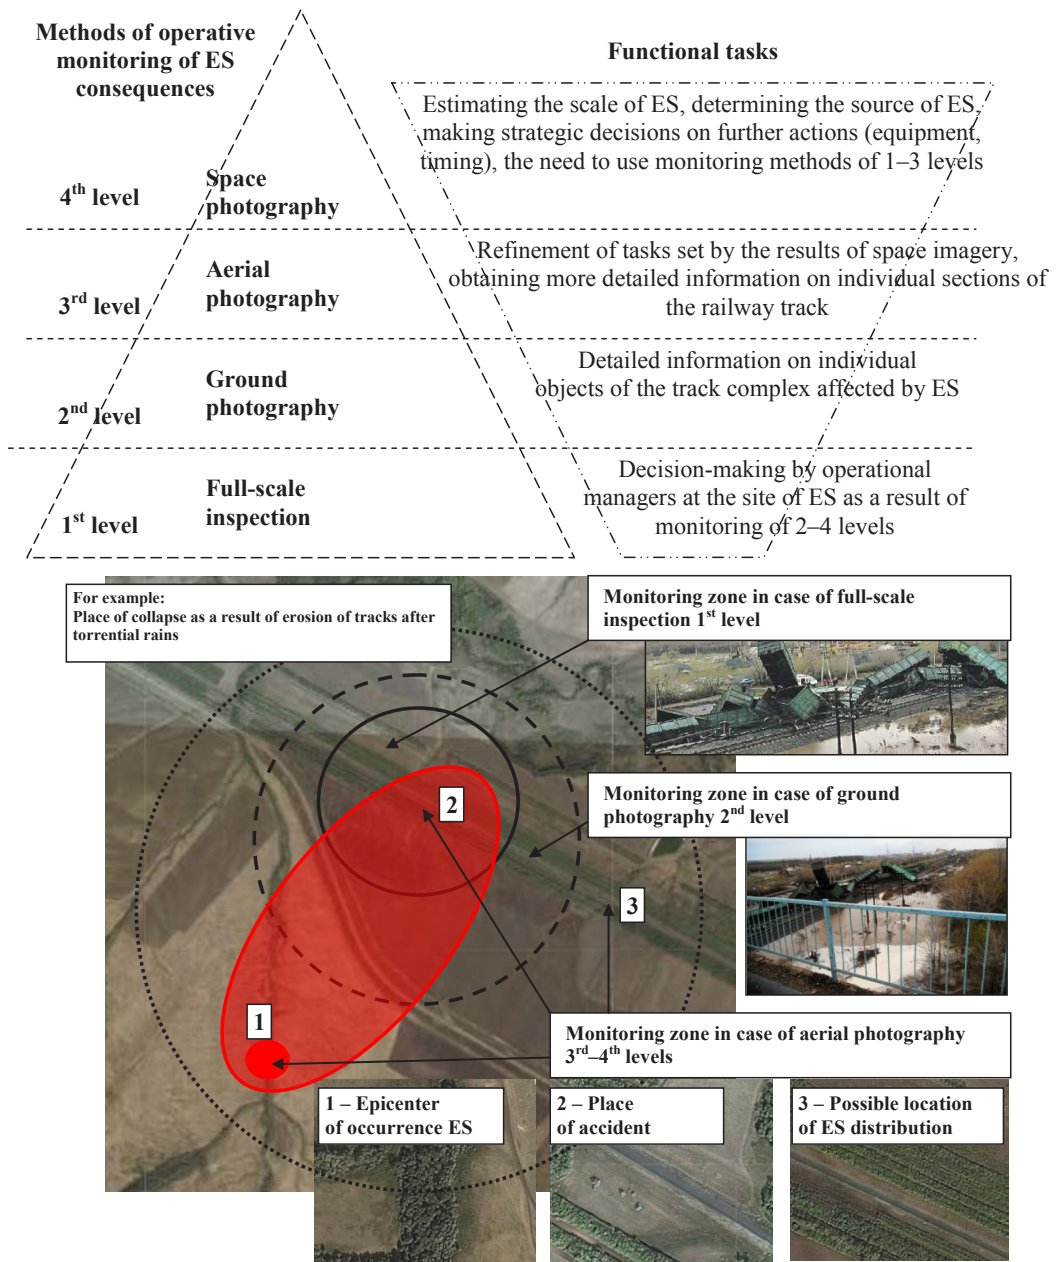 Methods of operative
monitoring of ES
consequences
Functional tasks
Estimating the scale of ES, determining the source of ES,
making strategic decisions on further actions (equipment,
timing), the need to use monitoring methods of 1–3 levels
4th level
Space
photography
Refinement of tasks set by the results of space imagery,
obtaining more detailed information on individual sections of
the railway track
3rd level
Aerial
photography
Detailed information on individual
objects of the track complex affected by ES
2nd level
Ground
photography
Decision-making by operational
managers at the site of ES as a result of
monitoring of 2–4 levels
1st level
Full-scale
inspection
For example:
Place of collapse as a result of erosion of tracks after
torrential rains
Monitoring zone in case of full-scale
inspection 1st level
2
Monitoring zone in case of ground
photography 2nd level
3
1
Monitoring zone in case of aerial photography
3rd–4th levels
1 – Epicenter
of occurrence ES
2 – Place
of accident
3 – Possible location
of ES distribution